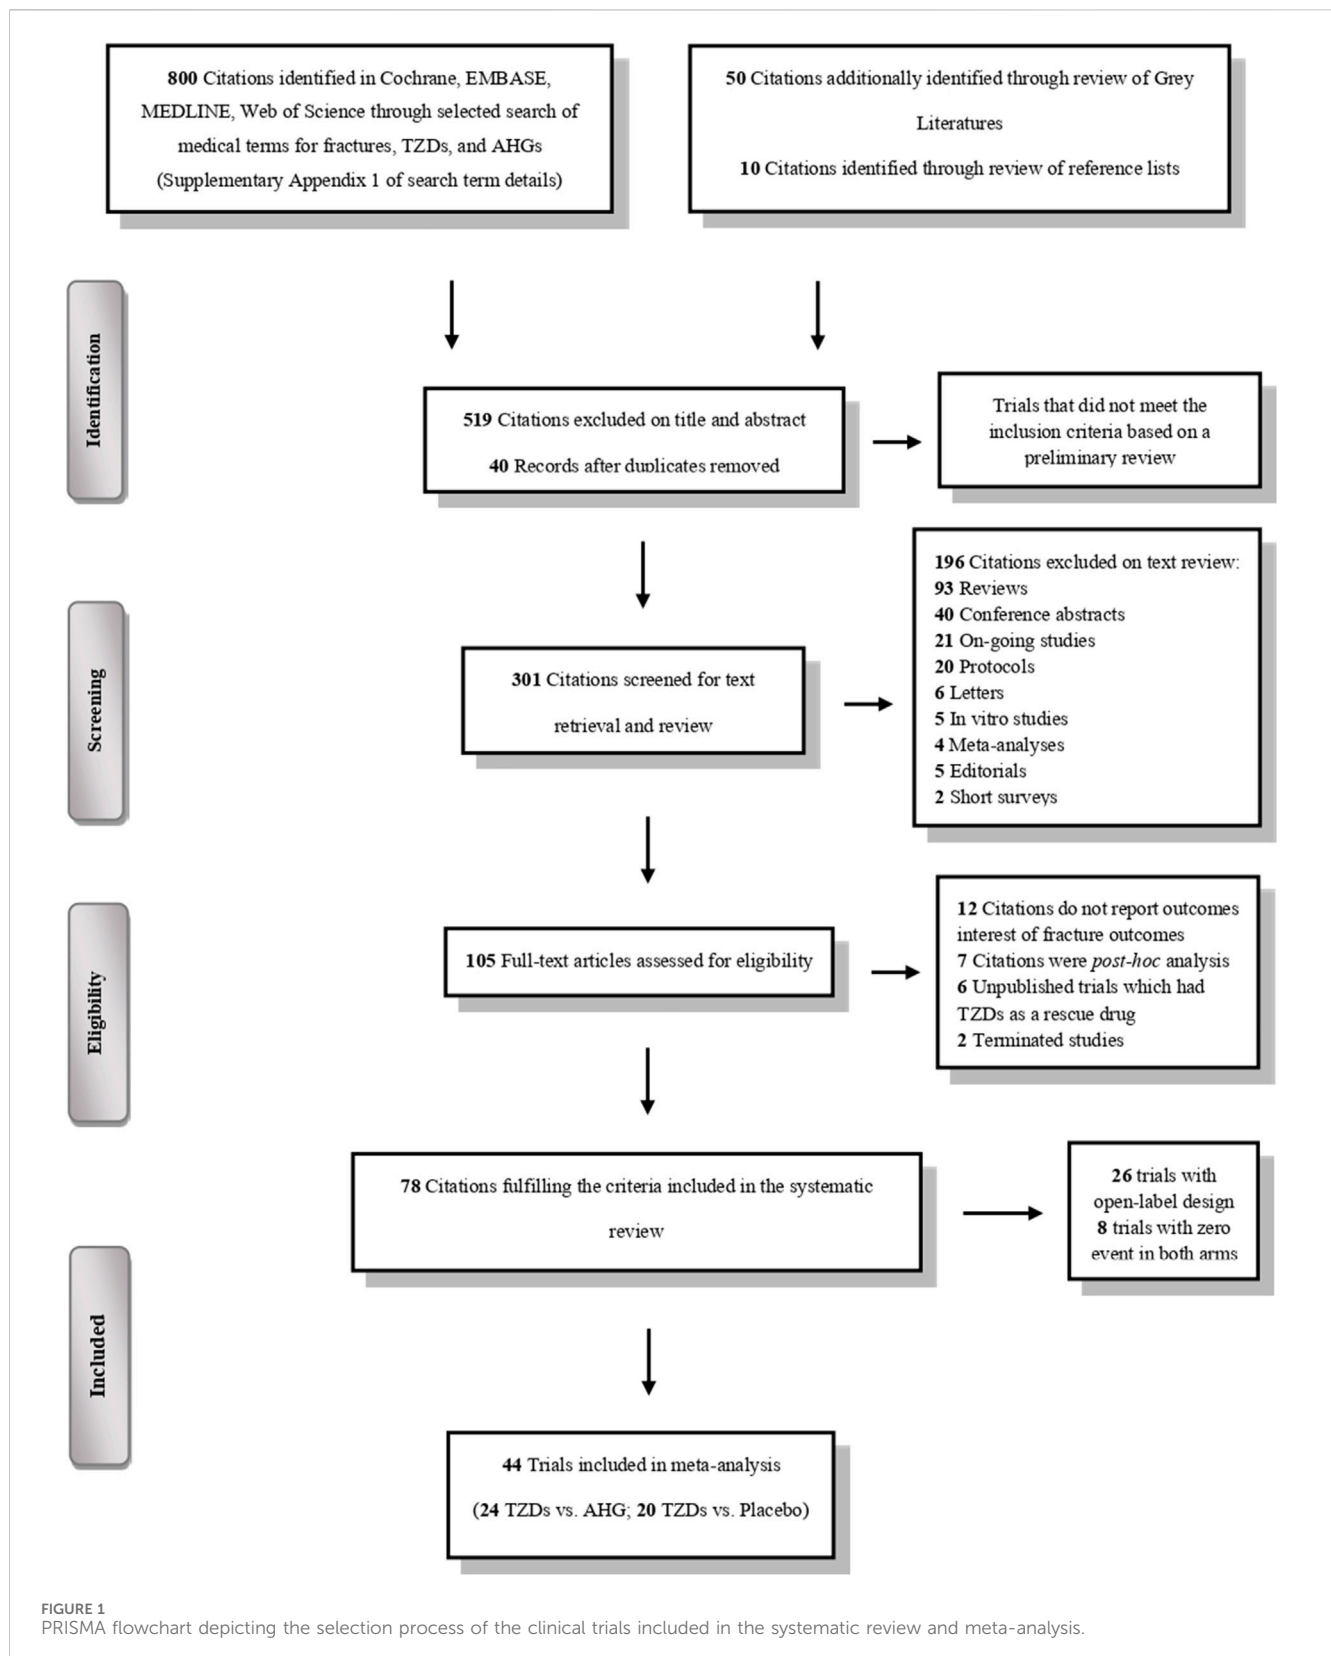 800 Citations identified in Cochrane, EMBASE,
MEDLINE, Web of Science through selected search of
medical terms for fractures, TZDs, and AHGs
(Supplementary Appendix 1 of search term details)
50 Citations additionally identified through review of Grey
Literatures
10 Citations identified through review of reference lists
Identification
519 Citations excluded on title and abstract
40 Records after duplicates removed
Trials that did not meet the
inclusion criteria based on a
preliminary review
Screening
301 Citations screened for text
retrieval and review
196 Citations excluded on text review:
93 Reviews
40 Conference abstracts
21 On-going studies
20 Protocols
6 Letters
5 In vitro studies
4 Meta-analyses
5 Editorials
2 Short surveys
Eligibility
105 Full-text articles assessed for eligibility
12 Citations do not report outcomes
interest of fracture outcomes
7 Citations were post-hoc analysis
6 Unpublished trials which had
TZDs as a rescue drug
2 Terminated studies
78 Citations fulfilling the criteria included in the systematic
review
26 trials with
open-label design
8 trials with zero
event in both arms
Included
44 Trials included in meta-analysis
(24 TZDs vs. AHG; 20 TZDs vs. Placebo)
FIGURE 1
PRISMA flowchart depicting the selection process of the clinical trials included in the systematic review and meta-analysis.